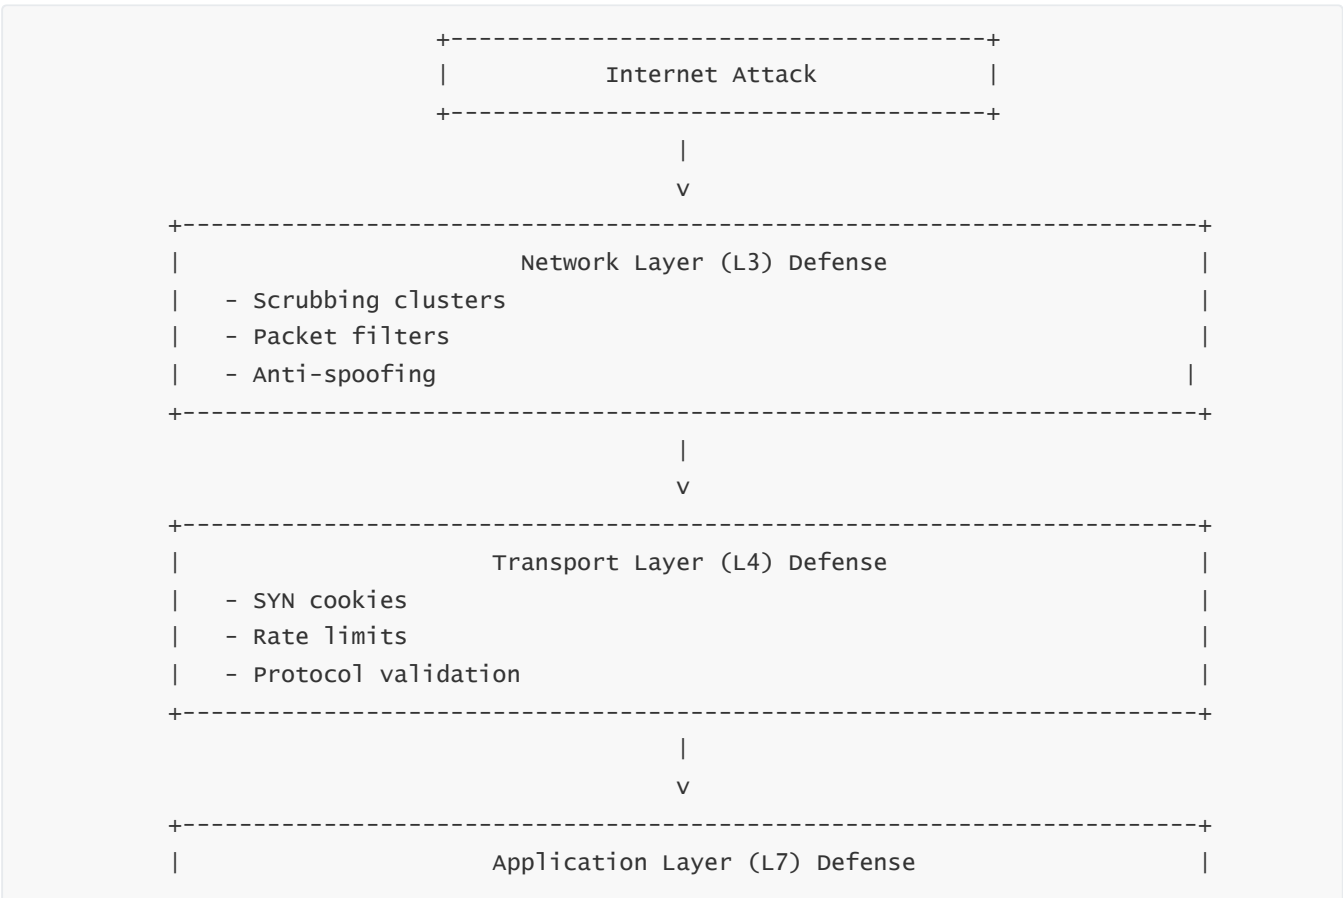 +--------------------------------------+
|           Internet Attack            |
+--------------------------------------+
|
v
+------------------------------------------------------------------------+
|                        Network Layer (L3) Defense                      |
|   - Scrubbing clusters                                                 |
|   - Packet filters                                                     |
|   - Anti-spoofing                                                     |
+------------------------------------------------------------------------+
|
v
+------------------------------------------------------------------------+
|                      Transport Layer (L4) Defense                      |
|   - SYN cookies                                                        |
|   - Rate limits                                                        |
|   - Protocol validation                                                |
+------------------------------------------------------------------------+
|
v
+------------------------------------------------------------------------+
|                      Application Layer (L7) Defense                    |